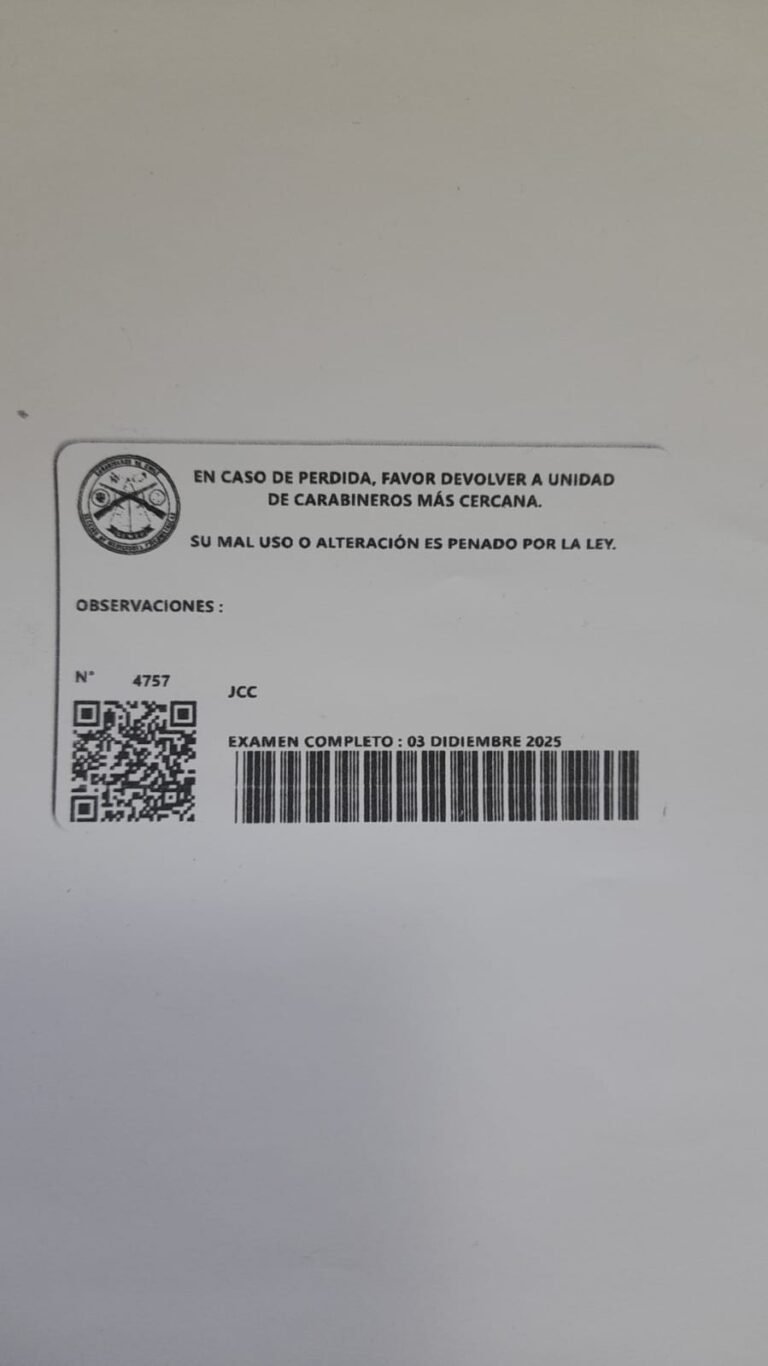 EN CASO DE PERDIDA, FAVOR DEVOLVER A UNIDAD
DE CARABINEROS MÁS CERCANA.
SU MAL USO O ALTERACIÓN ES PENADO POR LA LEY.
OBSERVACIONES :
N° 4757
JCC
EXAMEN COMPLETO : 03 DIDIEMBRE 2025